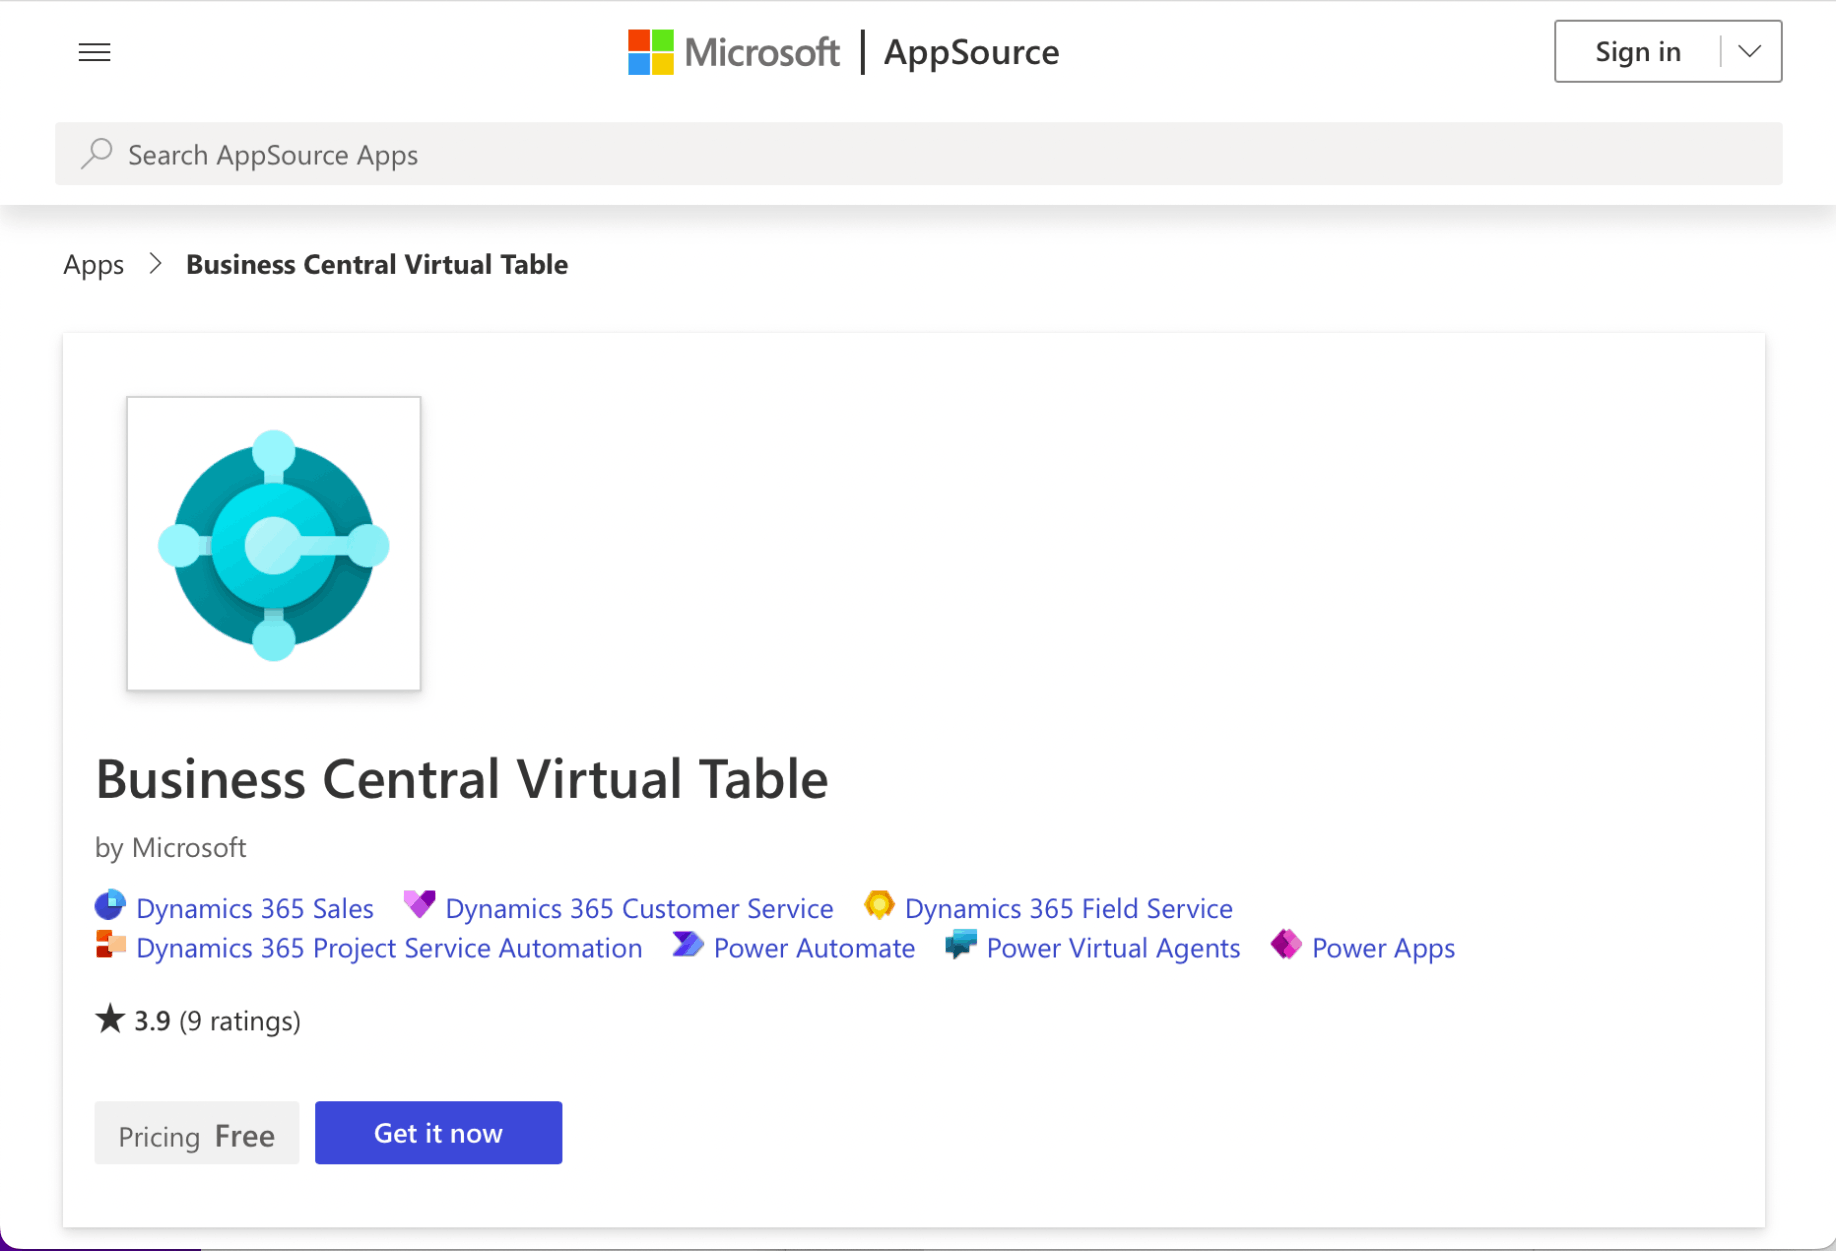 Microsoft | AppSource
Sign in
Search AppSource Apps
Apps > Business Central Virtual Table
Business Central Virtual Table
by Microsoft
Dynamics 365 Sales Dynamics 365 Customer Service Dynamics 365 Field Service
Dynamics 365 Project Service Automation Power Automate Power Virtual Agents Power Apps
★ 3.9 (9 ratings)
Pricing Free
Get it now